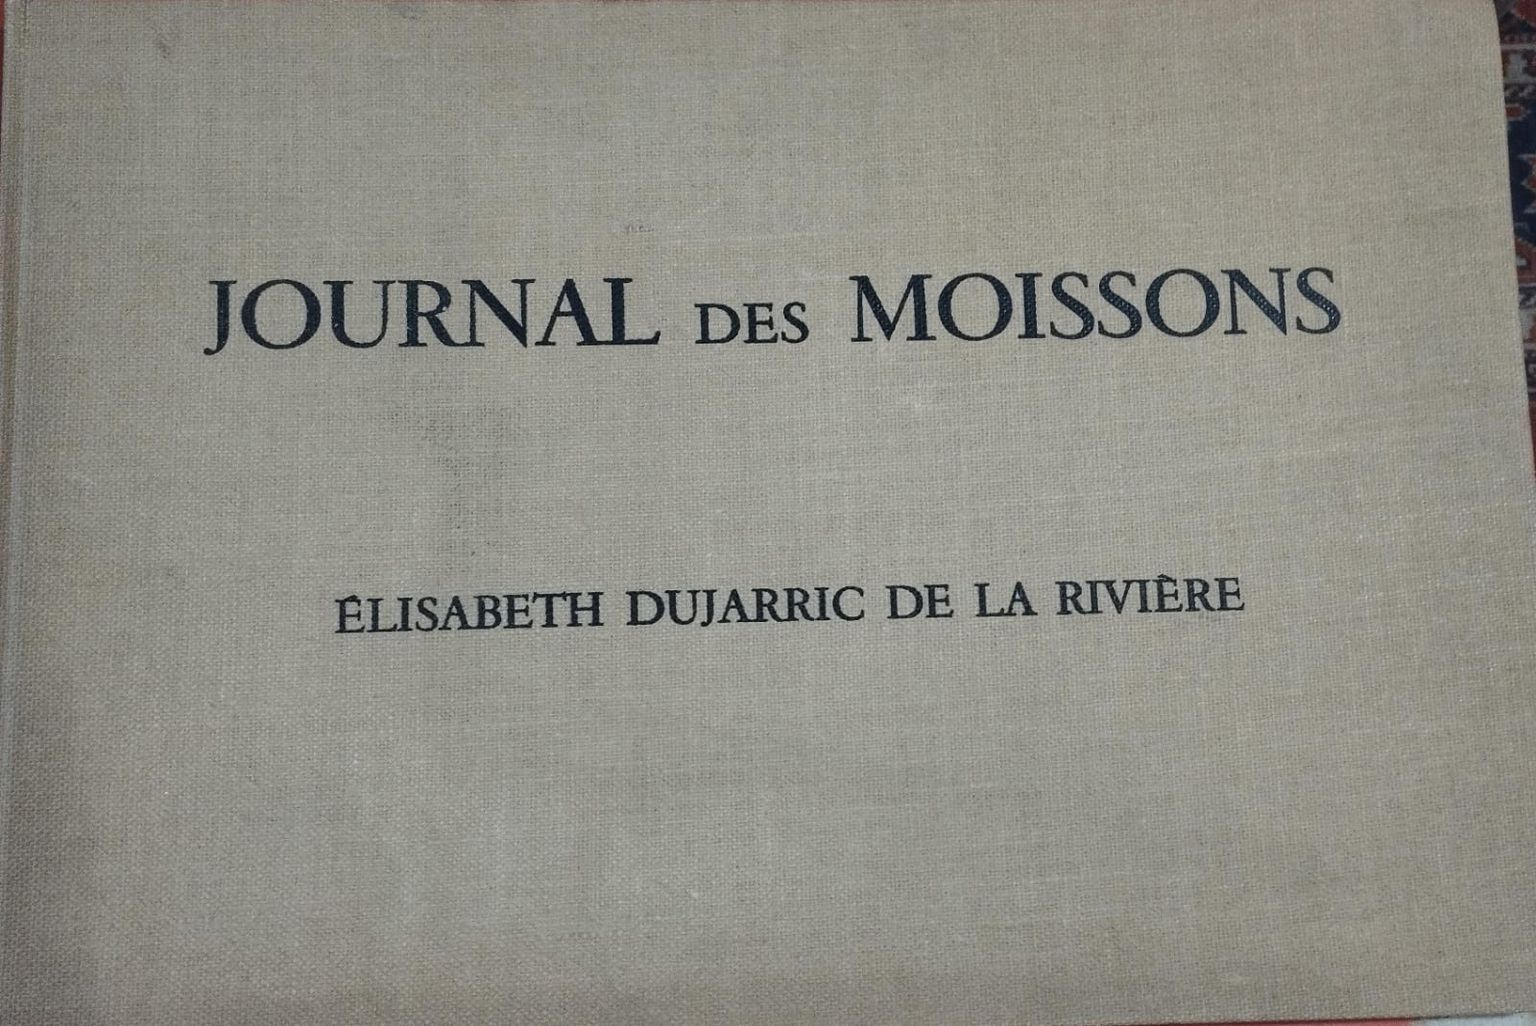 JOURNAL DES MOISSONS
ÉLISABETH DUJARRIC DE LA RIVIÈRE